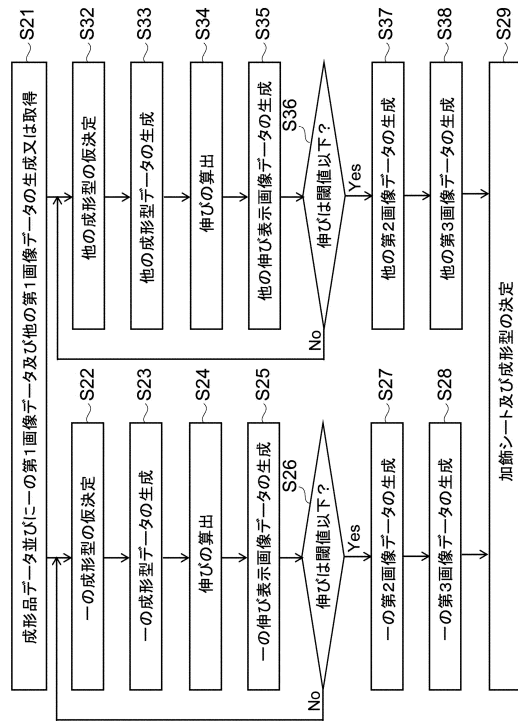 成形品データ並びに一の第1画像データ及び他の第1画像データの生成又は取得
S21
一の成形型の仮決定
S22
一の成形型データの生成
S23
伸びの算出
S24
一の伸び表示画像データの生成
S25
伸びは閾値以下?
S26
No
Yes
一の第2画像データの生成
S27
一の第3画像データの生成
S28
他の成形型の仮決定
S32
他の成形型データの生成
S33
伸びの算出
S34
他の伸び表示画像データの生成
S35
伸びは閾値以下?
S36
No
Yes
他の第2画像データの生成
S37
他の第3画像データの生成
S38
加飾シート及び成形型の決定
S29